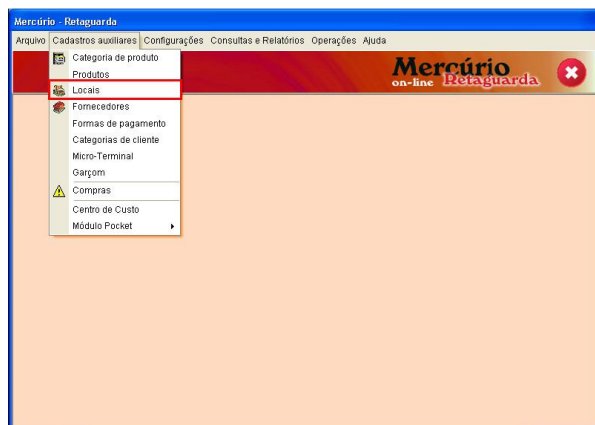 Mercúrio - Retaguarda
Arquivo Cadastros auxiliares Configurações Consultas e Relatórios Operações Ajuda
Categoria de produto
Produtos
Locais
Fornecedores
Formas de pagamento
Categorias de cliente
Micro-Terminal
Garçom
Compras
Centro de Custo
Módulo Pocket
Mercúrio
on-line Retaguarda